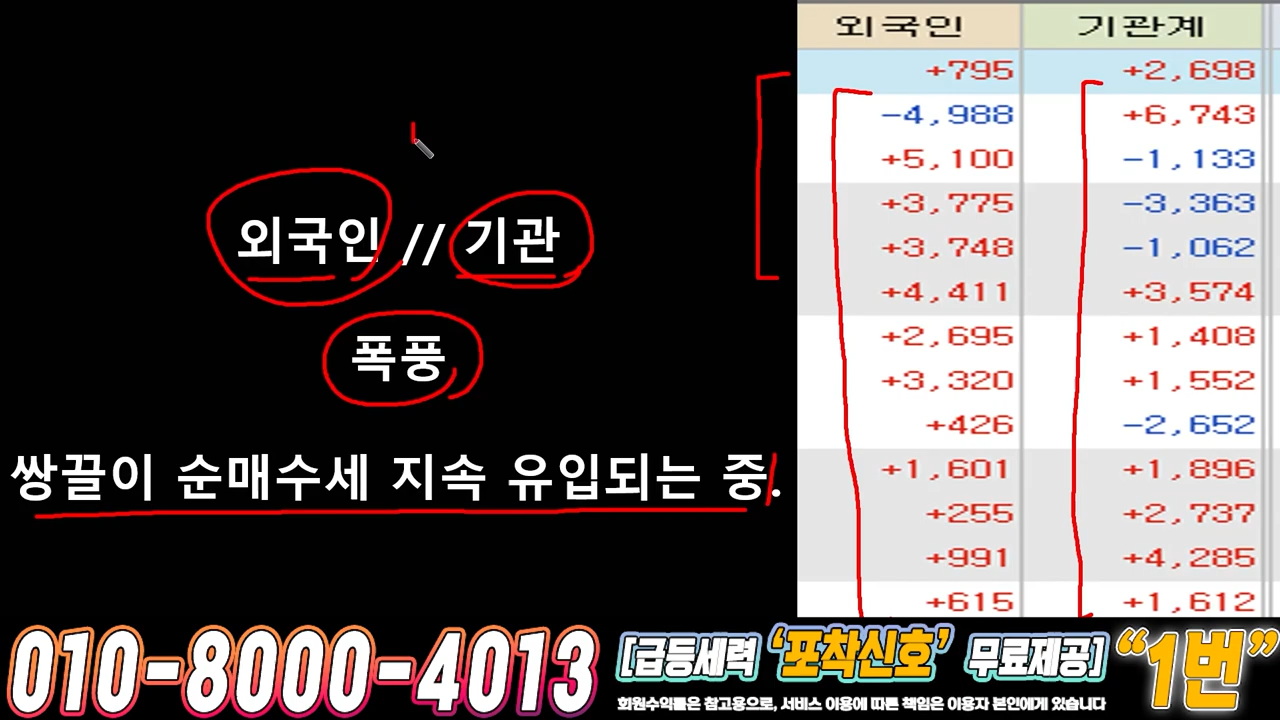 외국인 // 기관
폭풍
쌍끌이 순매수세 지속 유입되는 중.
외국인 기관계
+795 +2,698
-4,988 +6,743
+5,100 -1,133
+3,775 -3,363
+3,748 -1,062
+4,411 +3,574
+2,695 +1,408
+3,320 +1,552
+426 -2,652
+1,601 +1,896
+255 +2,737
+991 +4,285
+615 +1,612
010-8000-4013 [급등세력 '포착신호' 무료제공] "1번"
회원수익률은 참고용으로, 서비스 이용에 따른 책임은 이용자 본인에게 있습니다